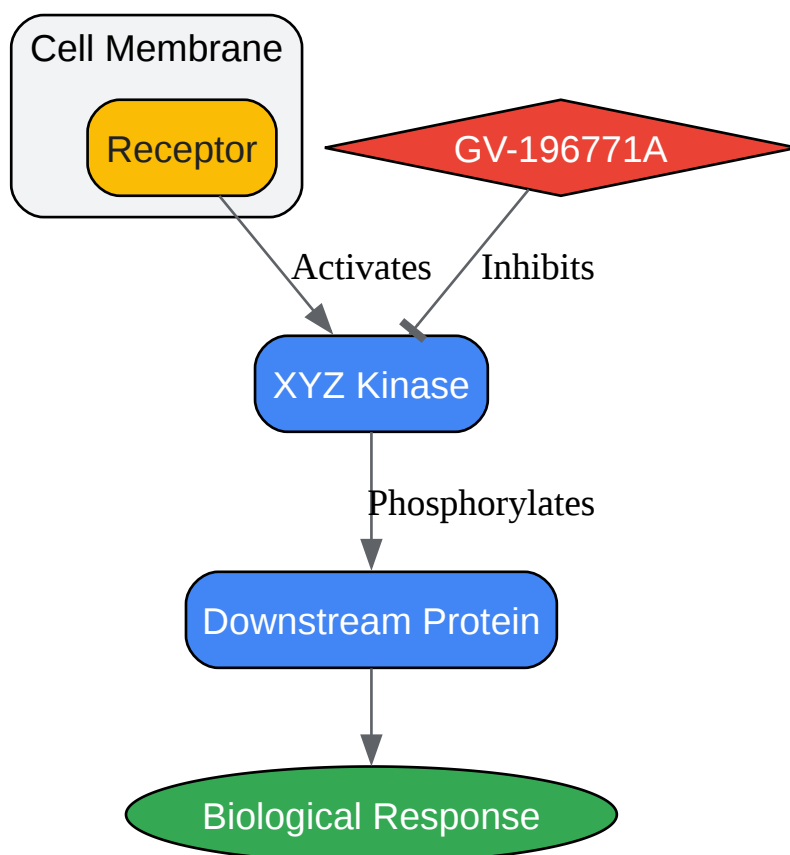 Cell Membrane
Receptor
GV-196771A
Activates
Inhibits
XYZ Kinase
Phosphorylates
Downstream Protein
Biological Response